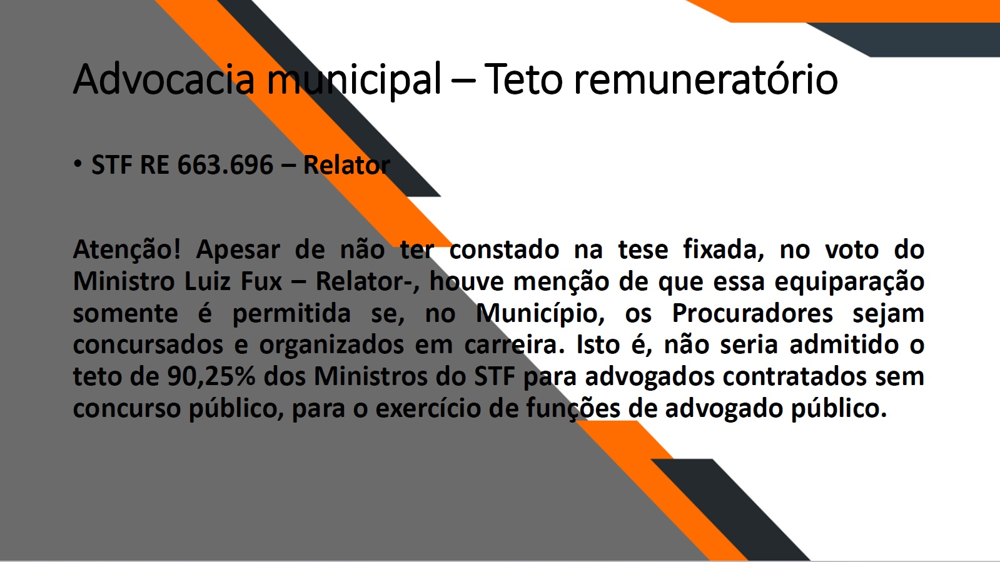 Advocacia municipal – Teto remuneratório
• STF RE 663.696 – Relator
Atenção! Apesar de não ter constado na tese fixada, no voto do
Ministro Luiz Fux – Relator-, houve menção de que essa equiparação
somente é permitida se, no Município, os Procuradores sejam
concursados e organizados em carreira. Isto é, não seria admitido o
teto de 90,25% dos Ministros do STF para advogados contratados sem
concurso público, para o exercício de funções de advogado público.